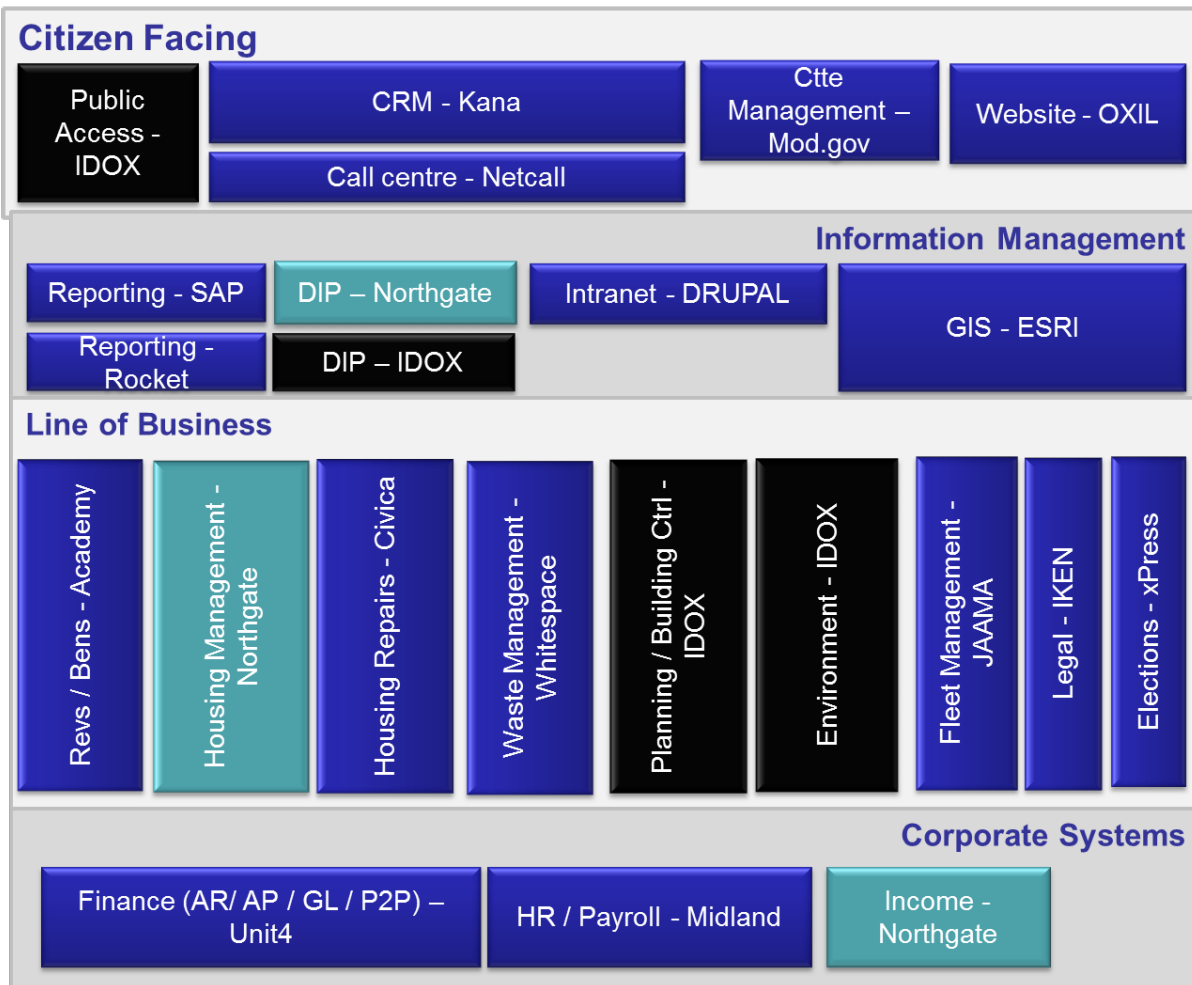 Citizen Facing
Public
Access -
IDOX
CRM - Kana
Call centre - Netcall
Ctte
Management –
Mod.gov
Website - OXIL
Information Management
Reporting - SAP
DIP – Northgate
Intranet - DRUPAL
GIS - ESRI
Reporting -
Rocket
DIP – IDOX
Line of Business
Revs / Bens - Academy
Housing Management -
Northgate
Housing Repairs - Civica
Waste Management -
Whitespace
Planning / Building Ctrl -
IDOX
Environment - IDOX
Fleet Management -
JAAMA
Legal - IKEN
Elections - xPress
Corporate Systems
Finance (AR/ AP / GL / P2P) –
Unit4
HR / Payroll - Midland
Income -
Northgate